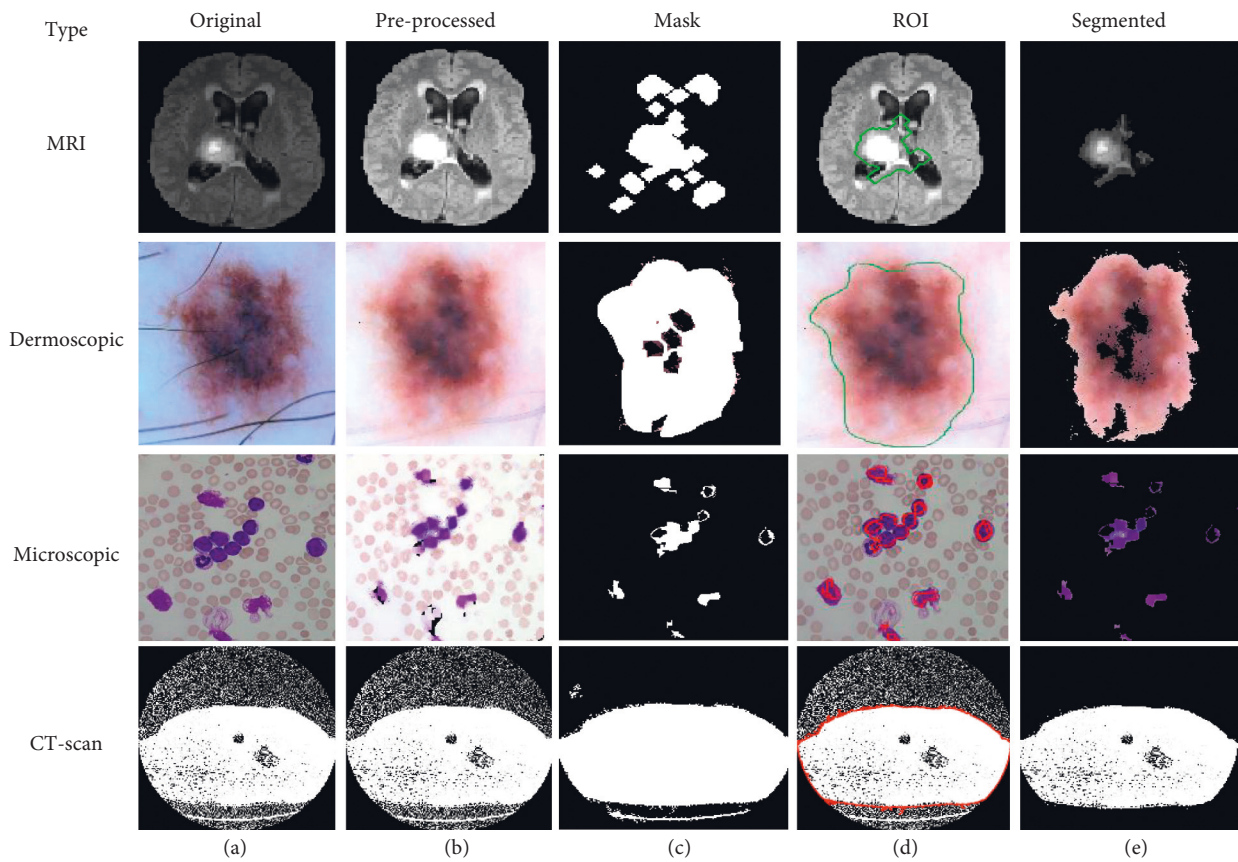 Type Original Pre-processed Mask ROI Segmented
MRI
Dermoscopic
Microscopic
CT-scan
(a) (b) (c) (d) (e)